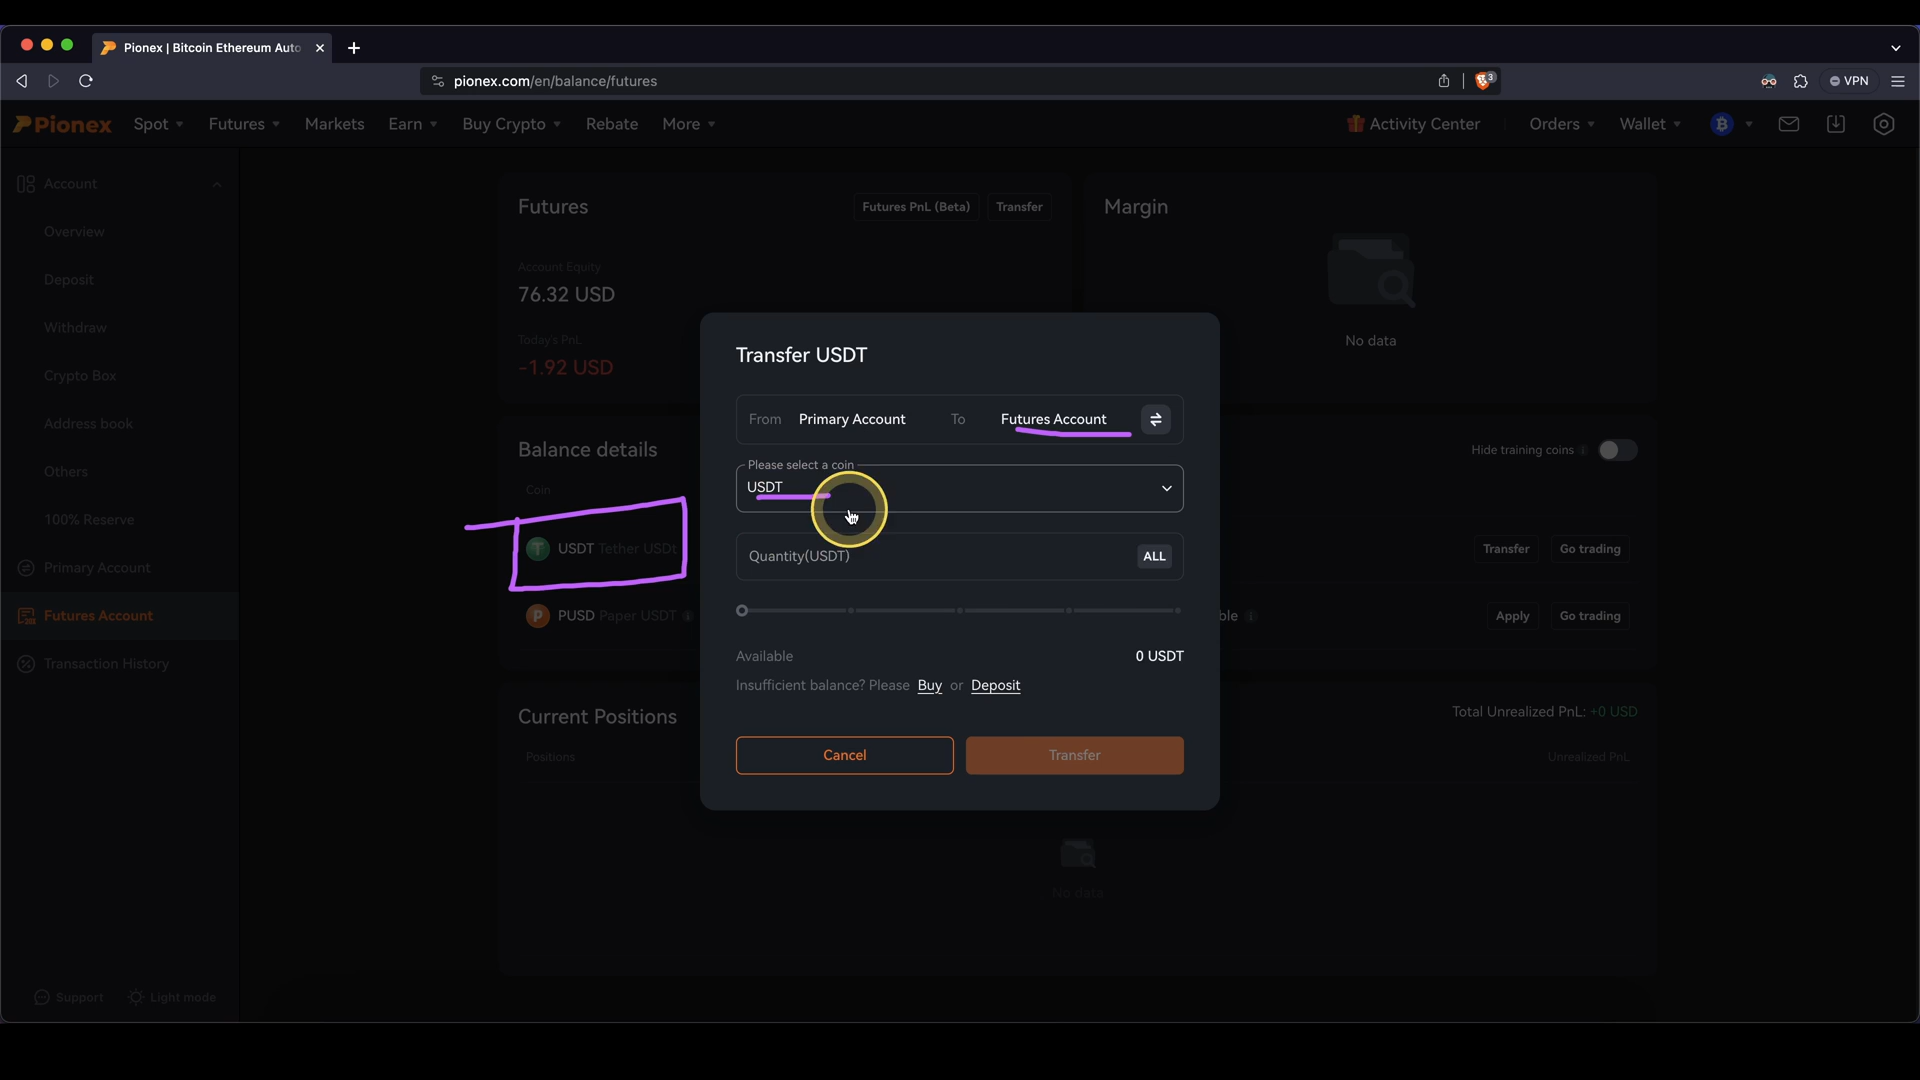 Pionex | Bitcoin Ethereum Auto
pionex.com/en/balance/futures
3
VPN
Pionex
Spot
Futures
Markets
Earn
Buy Crypto
Rebate
More
Activity Center
Orders
Wallet
Account
Overview
Deposit
Withdraw
Crypto Box
Address book
Others
100% Reserve
Primary Account
Futures Account
Transaction History
Support
Light mode
Futures
Futures PnL (Beta)
Transfer
Account Equity
76.32 USD
Today's PnL
-1.92 USD
Margin
No data
Balance details
Hide training coins
Coin
USDT Tether USDt
Transfer
Go trading
PUSD Paper USDT
ble
Apply
Go trading
Current Positions
Total Unrealized PnL: +0 USD
Positions
Unrealized PnL
No data
Transfer USDT
From Primary Account To Futures Account
Please select a coin
USDT
Quantity(USDT)
ALL
Available
0 USDT
Insufficient balance? Please Buy or Deposit
Cancel
Transfer